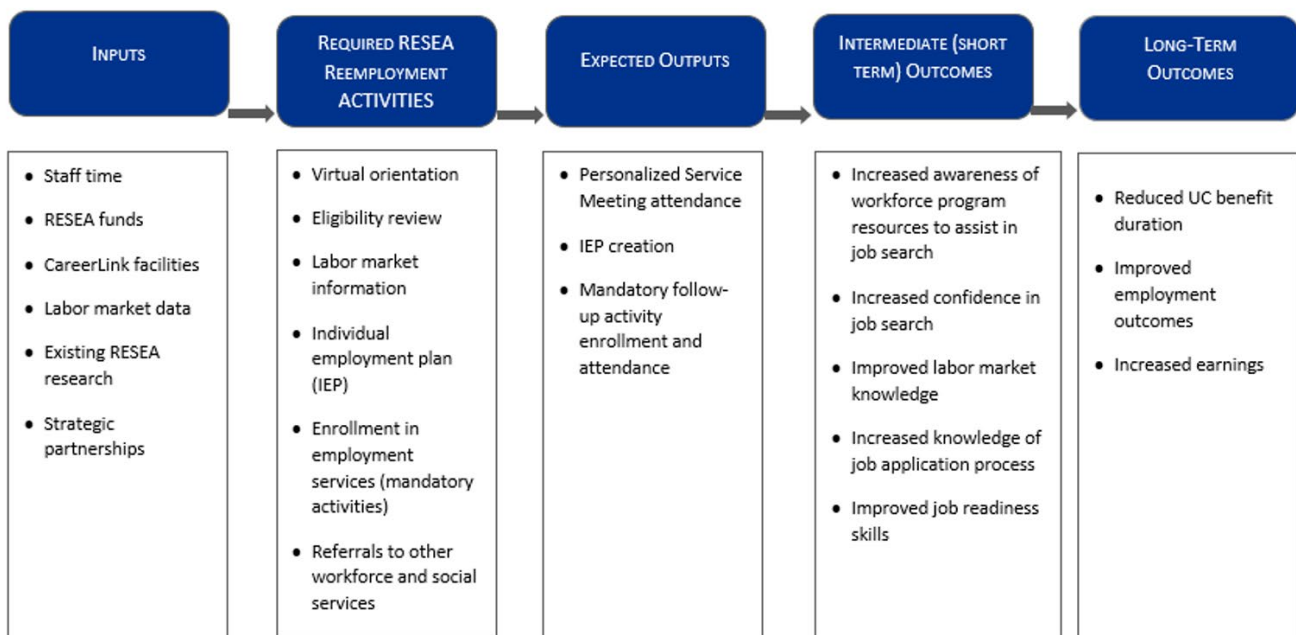 INPUTS
REQUIRED RESEA
REEMPLOYMENT
ACTIVITIES
EXPECTED OUTPUTS
INTERMEDIATE (SHORT
TERM) OUTCOMES
LONG-TERM
OUTCOMES
• Staff time
• RESEA funds
• CareerLink facilities
• Labor market data
• Existing RESEA
research
• Strategic
partnerships
• Virtual orientation
• Eligibility review
• Labor market
information
• Individual
employment plan
(IEP)
• Enrollment in
employment
services (mandatory
activities)
• Referrals to other
workforce and social
services
• Personalized Service
Meeting attendance
• IEP creation
• Mandatory follow-
up activity
enrollment and
attendance
• Increased awareness of
workforce program
resources to assist in
job search
• Increased confidence in
job search
• Improved labor market
knowledge
• Increased knowledge of
job application process
• Improved job readiness
skills
• Reduced UC benefit
duration
• Improved
employment
outcomes
• Increased earnings